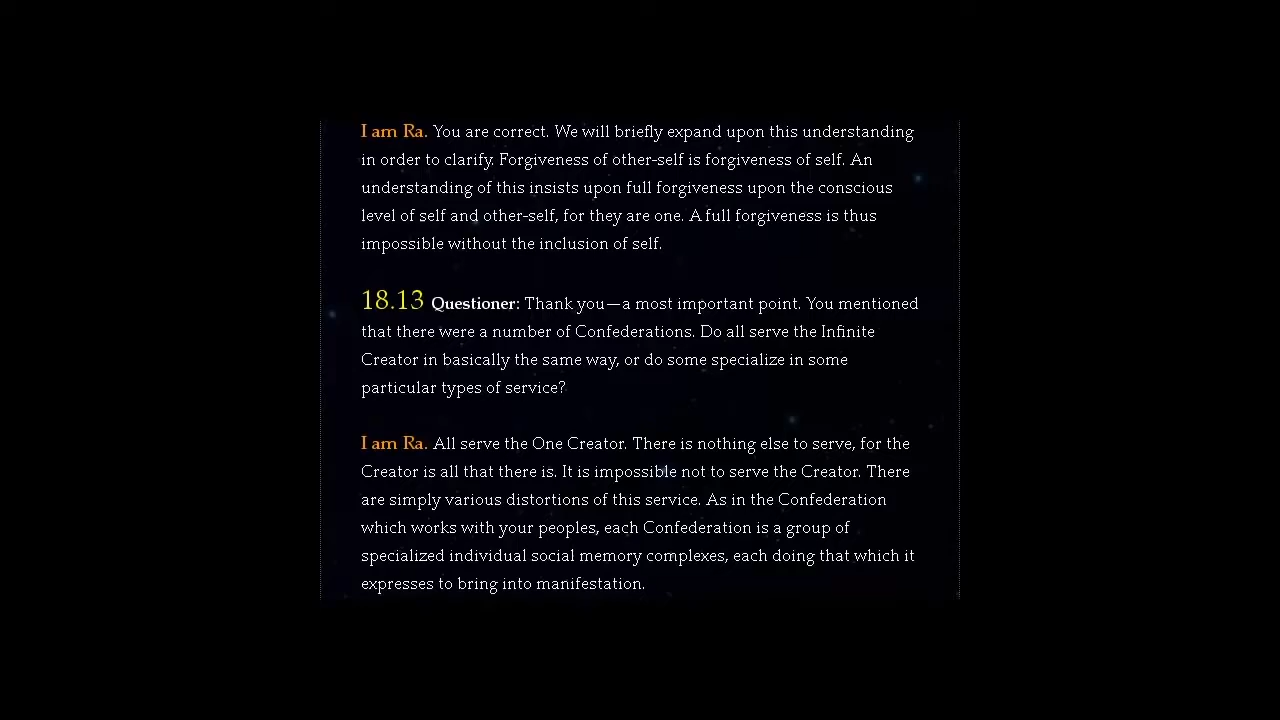 I am Ra. You are correct. We will briefly expand upon this understanding
in order to clarify. Forgiveness of other-self is forgiveness of self. An
understanding of this insists upon full forgiveness upon the conscious
level of self and other-self, for they are one. A full forgiveness is thus
impossible without the inclusion of self.
18.13 Questioner: Thank you—a most important point. You mentioned
that there were a number of Confederations. Do all serve the Infinite
Creator in basically the same way, or do some specialize in some
particular types of service?
I am Ra. All serve the One Creator. There is nothing else to serve, for the
Creator is all that there is. It is impossible not to serve the Creator. There
are simply various distortions of this service. As in the Confederation
which works with your peoples, each Confederation is a group of
specialized individual social memory complexes, each doing that which it
expresses to bring into manifestation.